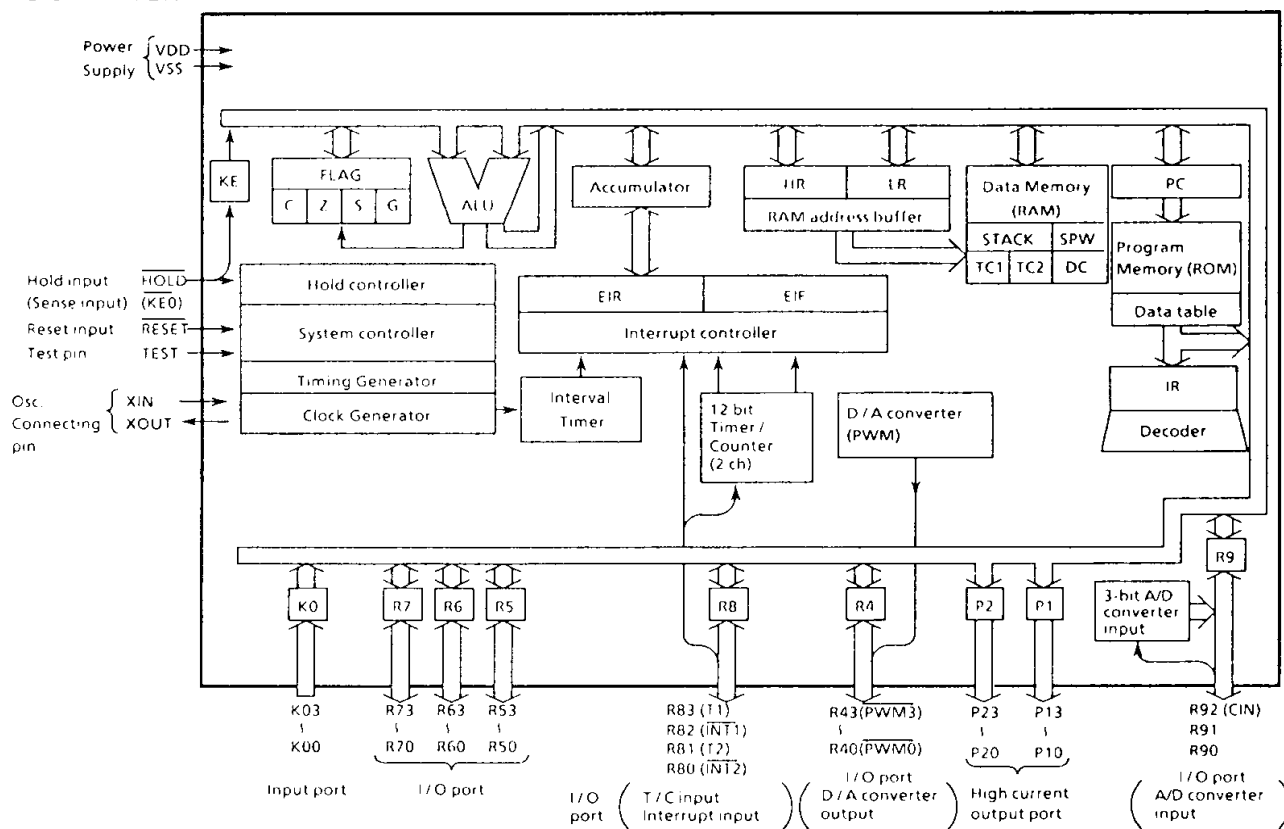 Power Supply
VDD
VSS
KE
FLAG
C Z S G
ALU
Accumulator
HR LR
RAM address buffer
Data Memory (RAM)
STACK SPW
TC1 TC2 DC
PC
Program Memory (ROM)
Data table
IR
Decoder
Hold input HOLD
(Sense input) (KE0)
Reset input RESET
Test pin TEST
Osc. Connecting pin
XIN
XOUT
Hold controller
System controller
Timing Generator
Clock Generator
EIR EIF
Interrupt controller
Interval Timer
12 bit
Timer /
Counter
(2 ch)
D / A converter
(PWM)
K0 R7 R6 R5 R8 R4 P2 P1 R9
3-bit A/D
converter
input
K03 ~ K00
R73 ~ R70
R63 ~ R60
R53 ~ R50
R83 (T1)
R82 (INT1)
R81 (T2)
R80 (INT2)
R43 (PWM3)
~
R40 (PWM0)
P23 ~ P20
P13 ~ P10
R92 (CIN)
R91
R90
Input port
I / O port
I / O port
( T / C input
Interrupt input )
I / O port
( D / A converter
output )
High current
output port
I / O port
( A/D converter
input )